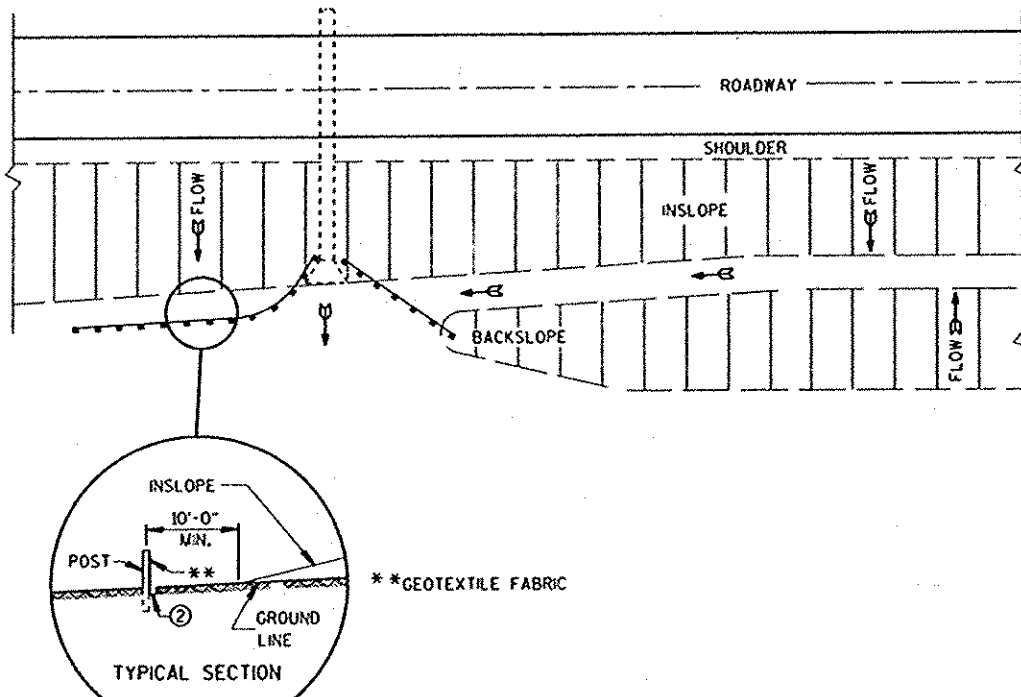 ROADWAY
SHOULDER
FLOW
FLOW
INSLOPE
BACKSLOPE
FLOW
INSLOPE
10'-0"
MIN.
POST
**
**GEOTEXTILE FABRIC
②
GROUND
LINE
TYPICAL SECTION